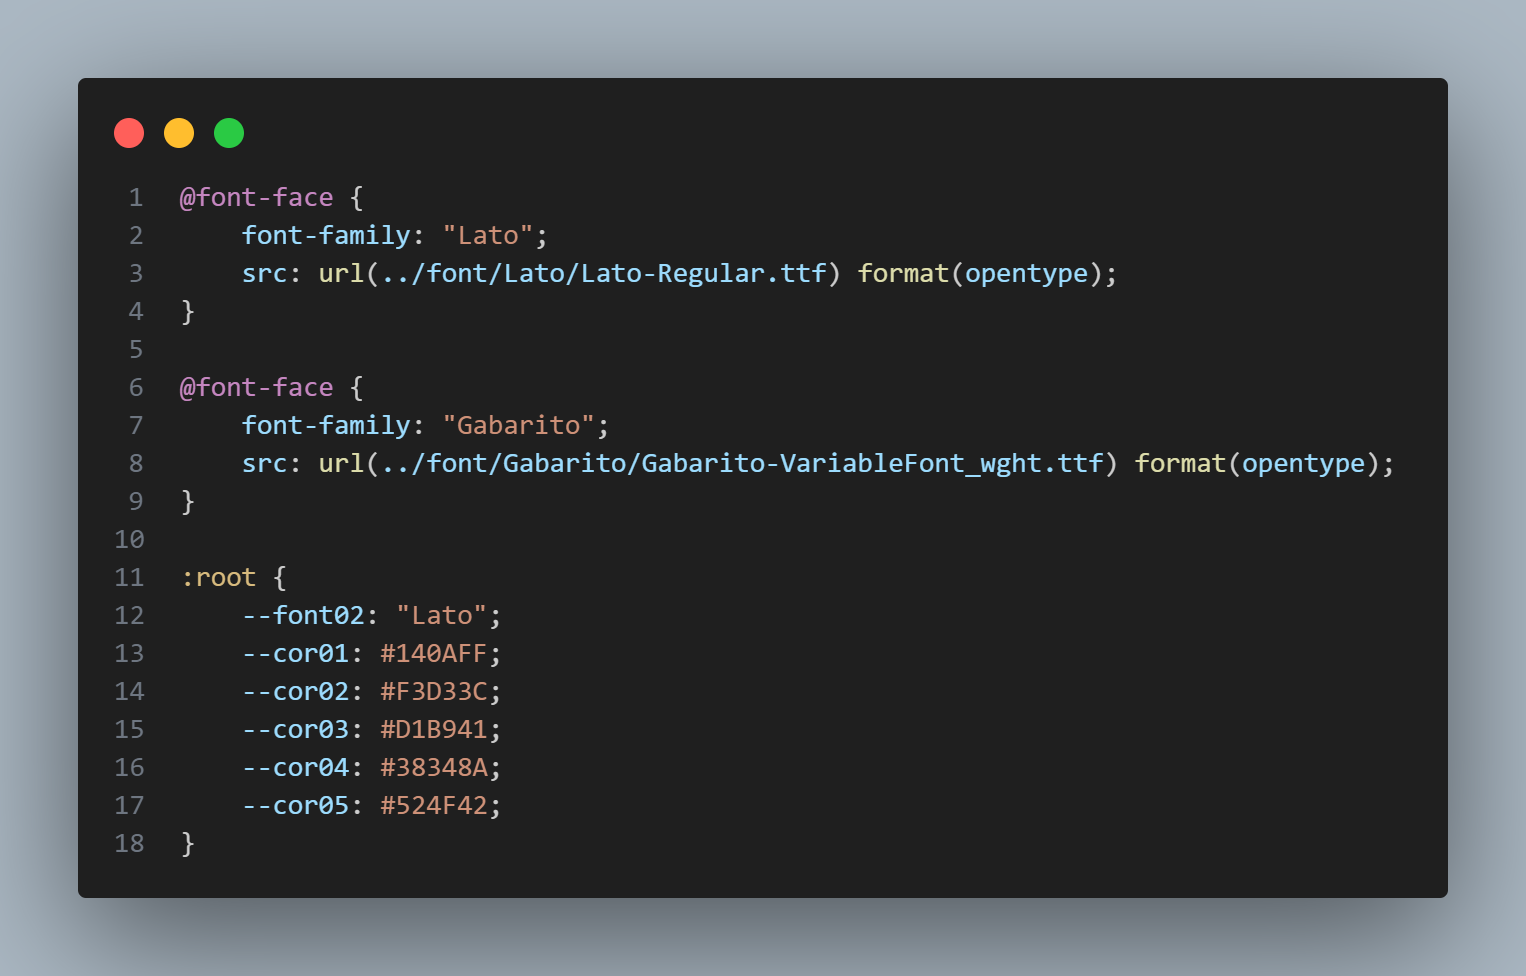 1 @font-face {
2 font-family: "Lato";
3 src: url(../font/Lato/Lato-Regular.ttf) format(opentype);
4 }
5
6 @font-face {
7 font-family: "Gabarito";
8 src: url(../font/Gabarito/Gabarito-VariableFont_wght.ttf) format(opentype);
9 }
10
11 :root {
12 --font02: "Lato";
13 --cor01: #140AFF;
14 --cor02: #F3D33C;
15 --cor03: #D1B941;
16 --cor04: #38348A;
17 --cor05: #524F42;
18 }